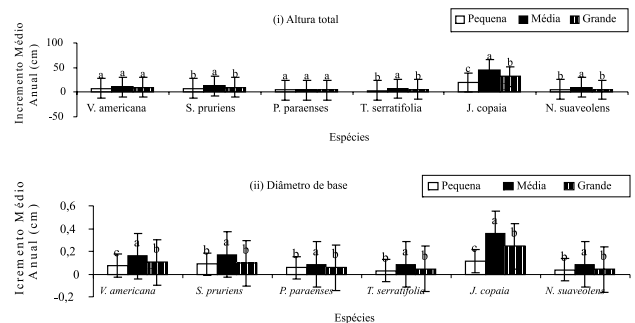 (i) Altura total
Pequena Média Grande
Incremento Médio
Anual (cm)
100
50
0
-50
a a a b a b a a a b a b c a b b a b
V. americana S. pruriens P. paraenses T. serratifolia J. copaia N. suaveolens
Espécies
(ii) Diâmetro de base
Pequena Média Grande
Icremento Médio
Anual (cm)
0,6
0,4
0,2
0
-0,2
c a b b a b b a b b a b c a b b a b
V. americana S. pruriens P. paraenses T. serratifolia J. copaia N. suaveolens
Espécies